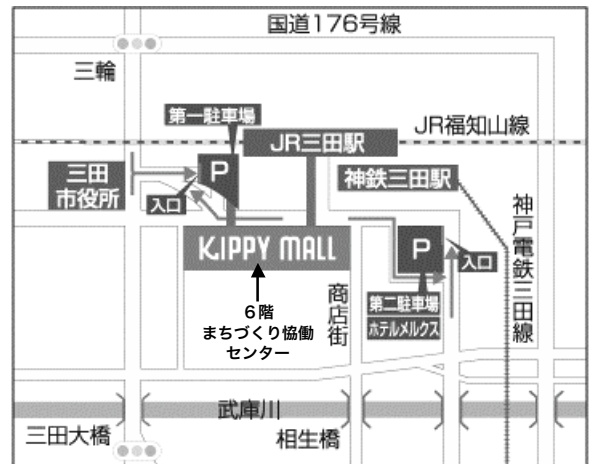 国道176号線
三輪
第一駐車場
JR福知山線
JR三田駅
P
三田
市役所
神鉄三田駅
入口
神戸電鉄三田線
KiPPY MALL
P
入口
6階
まちづくり協働
センター
商店街
第二駐車場
ホテルメルクス
武庫川
三田大橋
相生橋